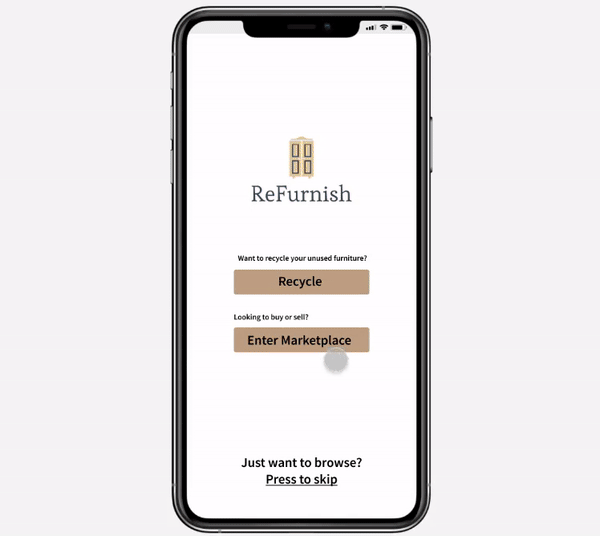 ReFurnish
Want to recycle your unused furniture?
Recycle
Looking to buy or sell?
Enter Marketplace
Just want to browse?
Press to skip